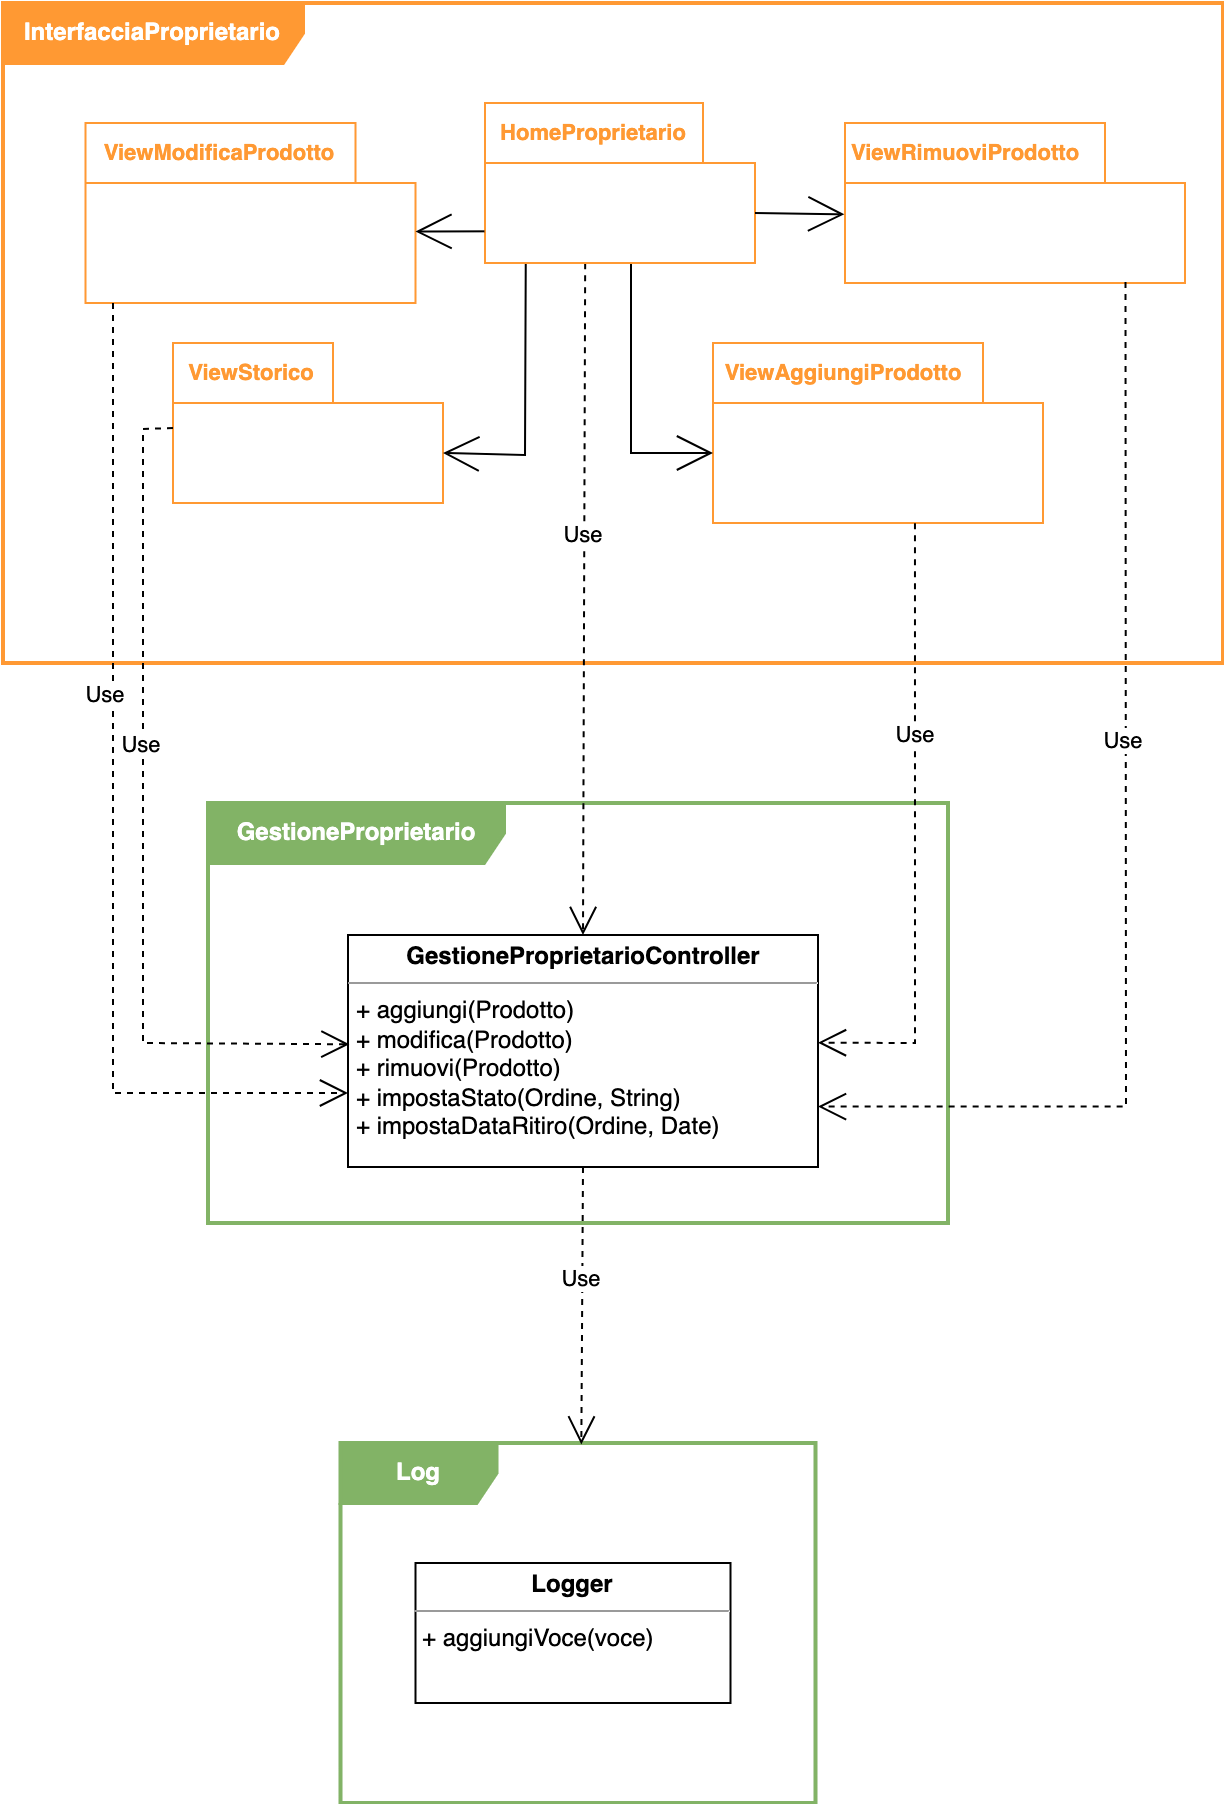 InterfacciaProprietario
HomeProprietario
ViewModificaProdotto
ViewRimuoviProdotto
ViewStorico
ViewAggiungiProdotto
Use
Use
Use
Use
Use
GestioneProprietario
GestioneProprietarioController
+ aggiungi(Prodotto)
+ modifica(Prodotto)
+ rimuovi(Prodotto)
+ impostaStato(Ordine, String)
+ impostaDataRitiro(Ordine, Date)
Use
Log
Logger
+ aggiungiVoce(voce)